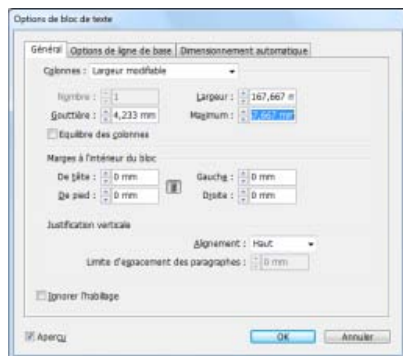 Options de bloc de texte
Général Options de ligne de base Dimensionnement automatique
Colonnes : Largeur modifiable
Nombre : 1 Largeur : 167,667 m
Gouttière : 4,233 mm Maximum : 7,667 mm
Equilibre des colonnes
Marges à l'intérieur du bloc
De tête : 0 mm Gauche : 0 mm
De pied : 0 mm Droite : 0 mm
Justification verticale
Alignement : Haut
Limite d'espacement des paragraphes : 0 mm
Ignorer l'habillage
Aperçu OK Annuler